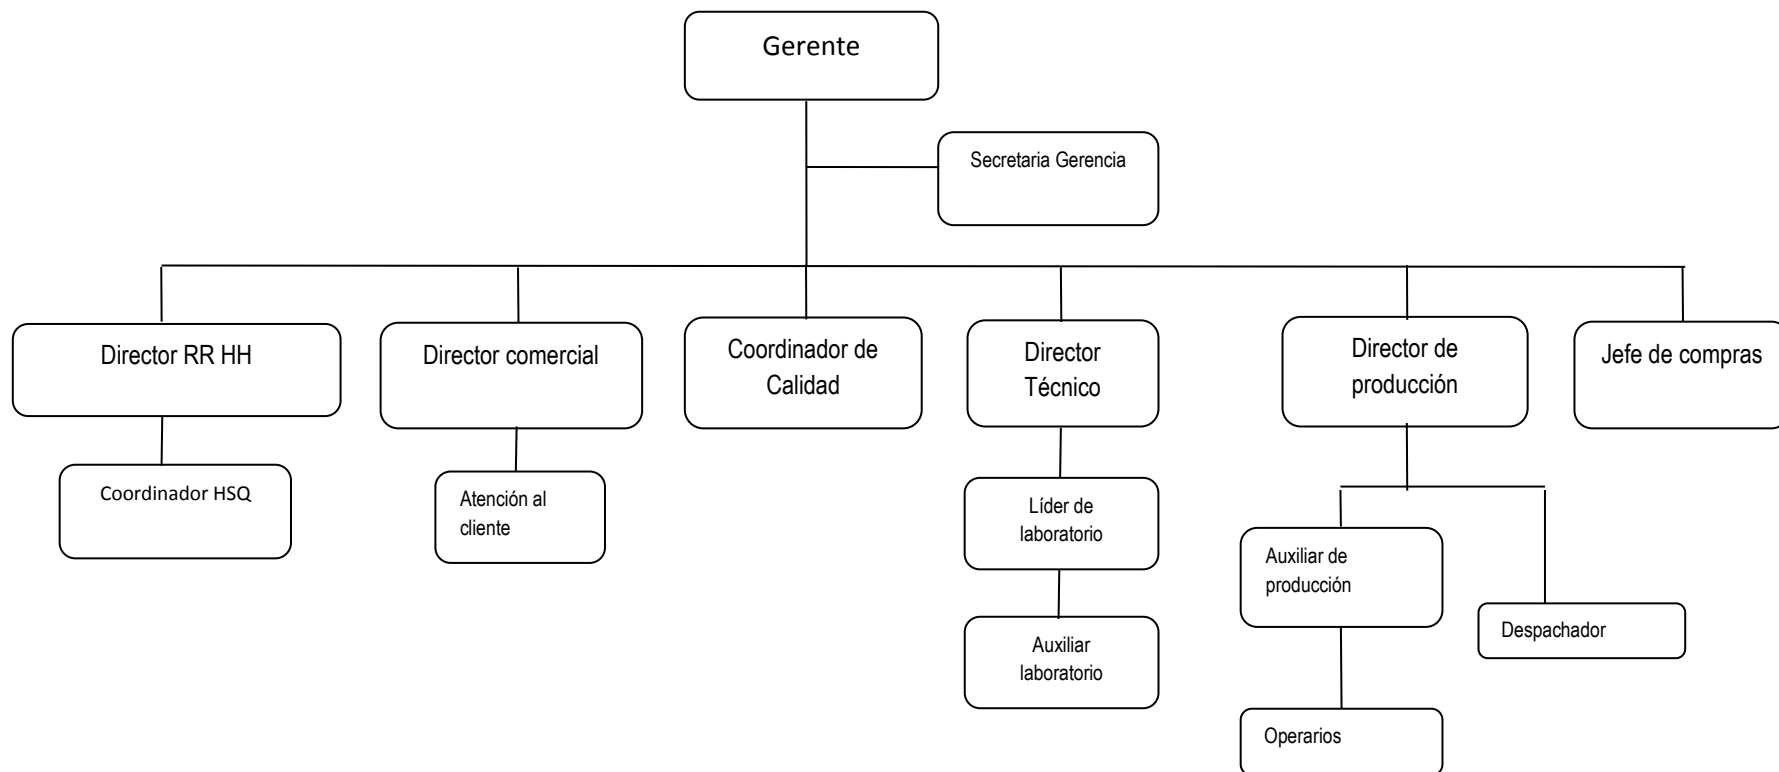 Gerente
Secretaria Gerencia
Director RR HH
Director comercial
Coordinador de
Calidad
Director
Técnico
Director de
producción
Jefe de compras
Coordinador HSQ
Atención al
cliente
Líder de
laboratorio
Auxiliar de
producción
Despachador
Auxiliar
laboratorio
Operarios